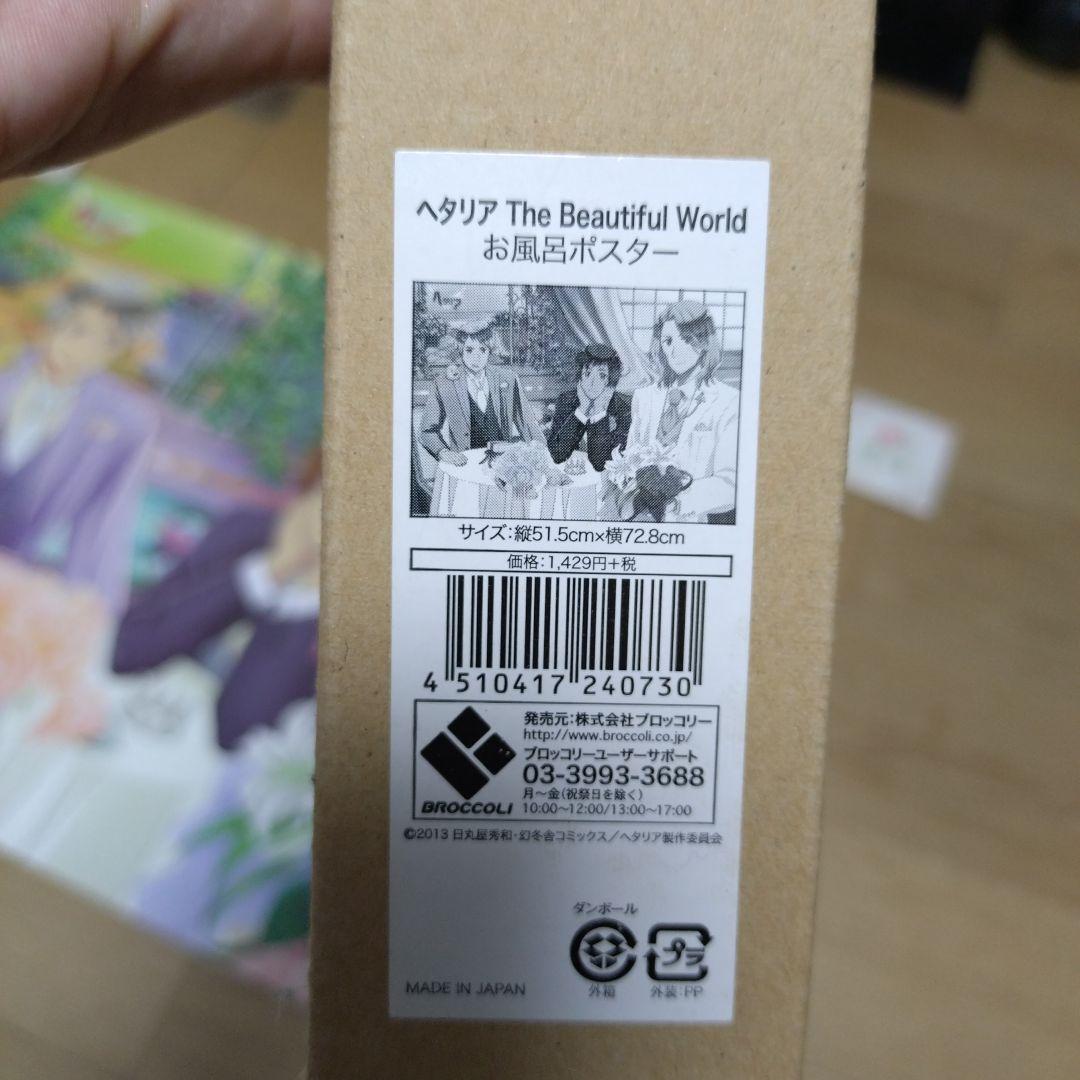 ヘタリア The Beautiful World
お風呂ポスター
サイズ:縦51.5cm×横72.8cm
価格:1,429円+税
4 510417 240730
発売元:株式会社ブロッコリー
http://www.broccoli.co.jp/
ブロッコリーユーザーサポート
03-3993-3688
月~金(祝祭日を除く)
10:00~12:00/13:00~17:00
BROCCOLI
©2013 日丸屋秀和・幻冬舎コミックス/ヘタリア製作委員会
ダンボール
プラ
外箱
外装:PP
MADE IN JAPAN